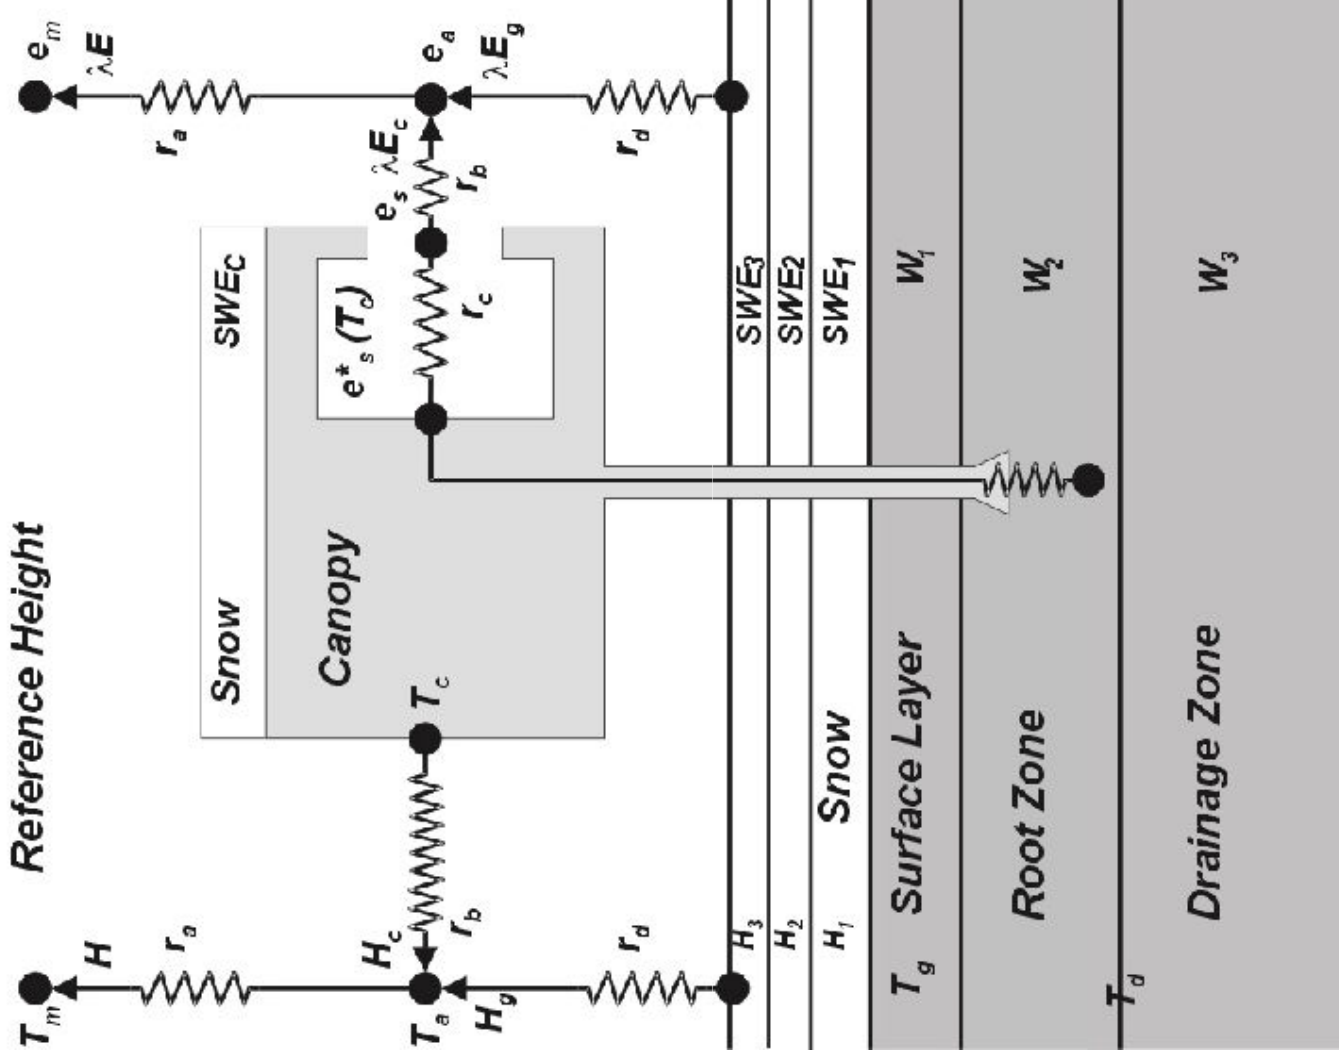 T_m Reference Height e_m
H λE
r_a r_a
Snow SWE_C
Canopy e*_s (T_c)
H_c e_s λE_c
T_a T_c e_a
r_b r_c r_b
H_g λE_g
r_d r_d
H_3 SWE_3
H_2 SWE_2
H_1 Snow SWE_1
T_g Surface Layer W_1
Root Zone W_2
T_d
Drainage Zone W_3